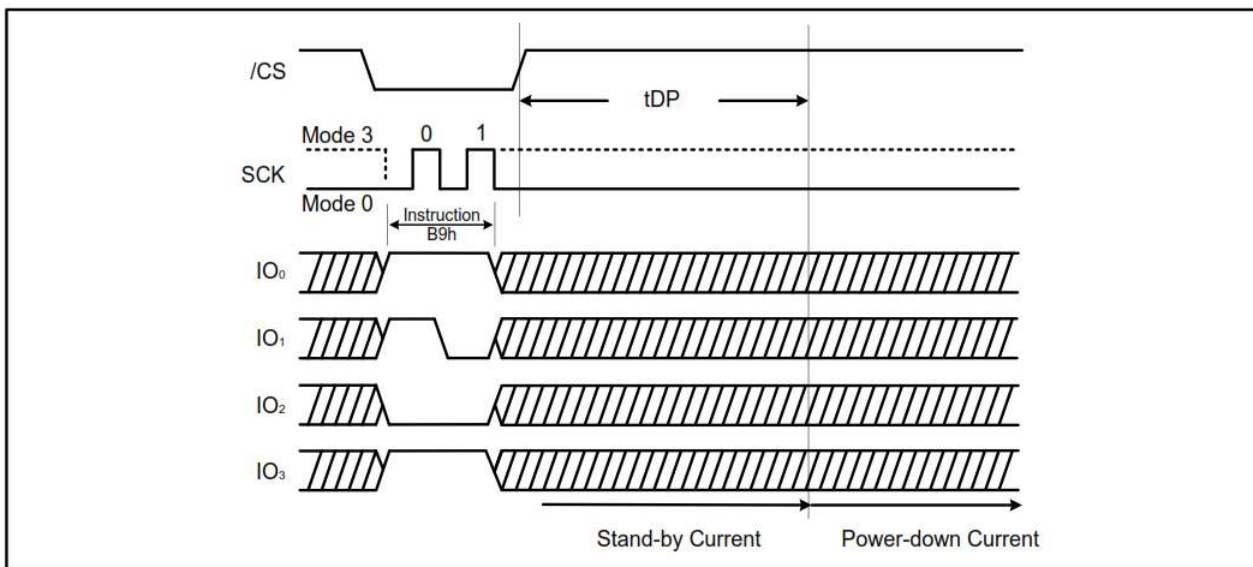 /CS
tDP
Mode 3 0 1
SCK
Mode 0
Instruction
B9h
IO₀
IO₁
IO₂
IO₃
Stand-by Current Power-down Current